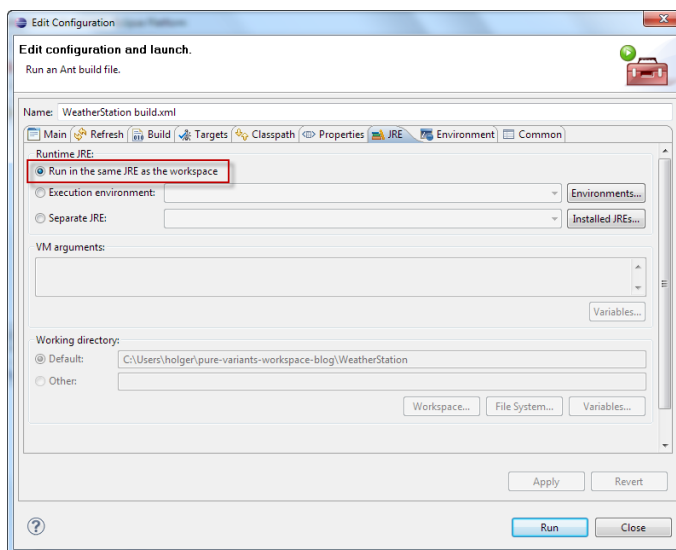 Edit Configuration
Edit configuration and launch.
Run an Ant build file.
Name: WeatherStation build.xml
Main Refresh Build Targets Classpath Properties JRE Environment Common
Runtime JRE:
Run in the same JRE as the workspace
Execution environment: Environments...
Separate JRE: Installed JREs...
VM arguments:
Variables...
Working directory:
Default: C:\Users\holger\pure-variants-workspace-blog\WeatherStation
Other:
Workspace... File System... Variables...
Apply Revert
Run Close